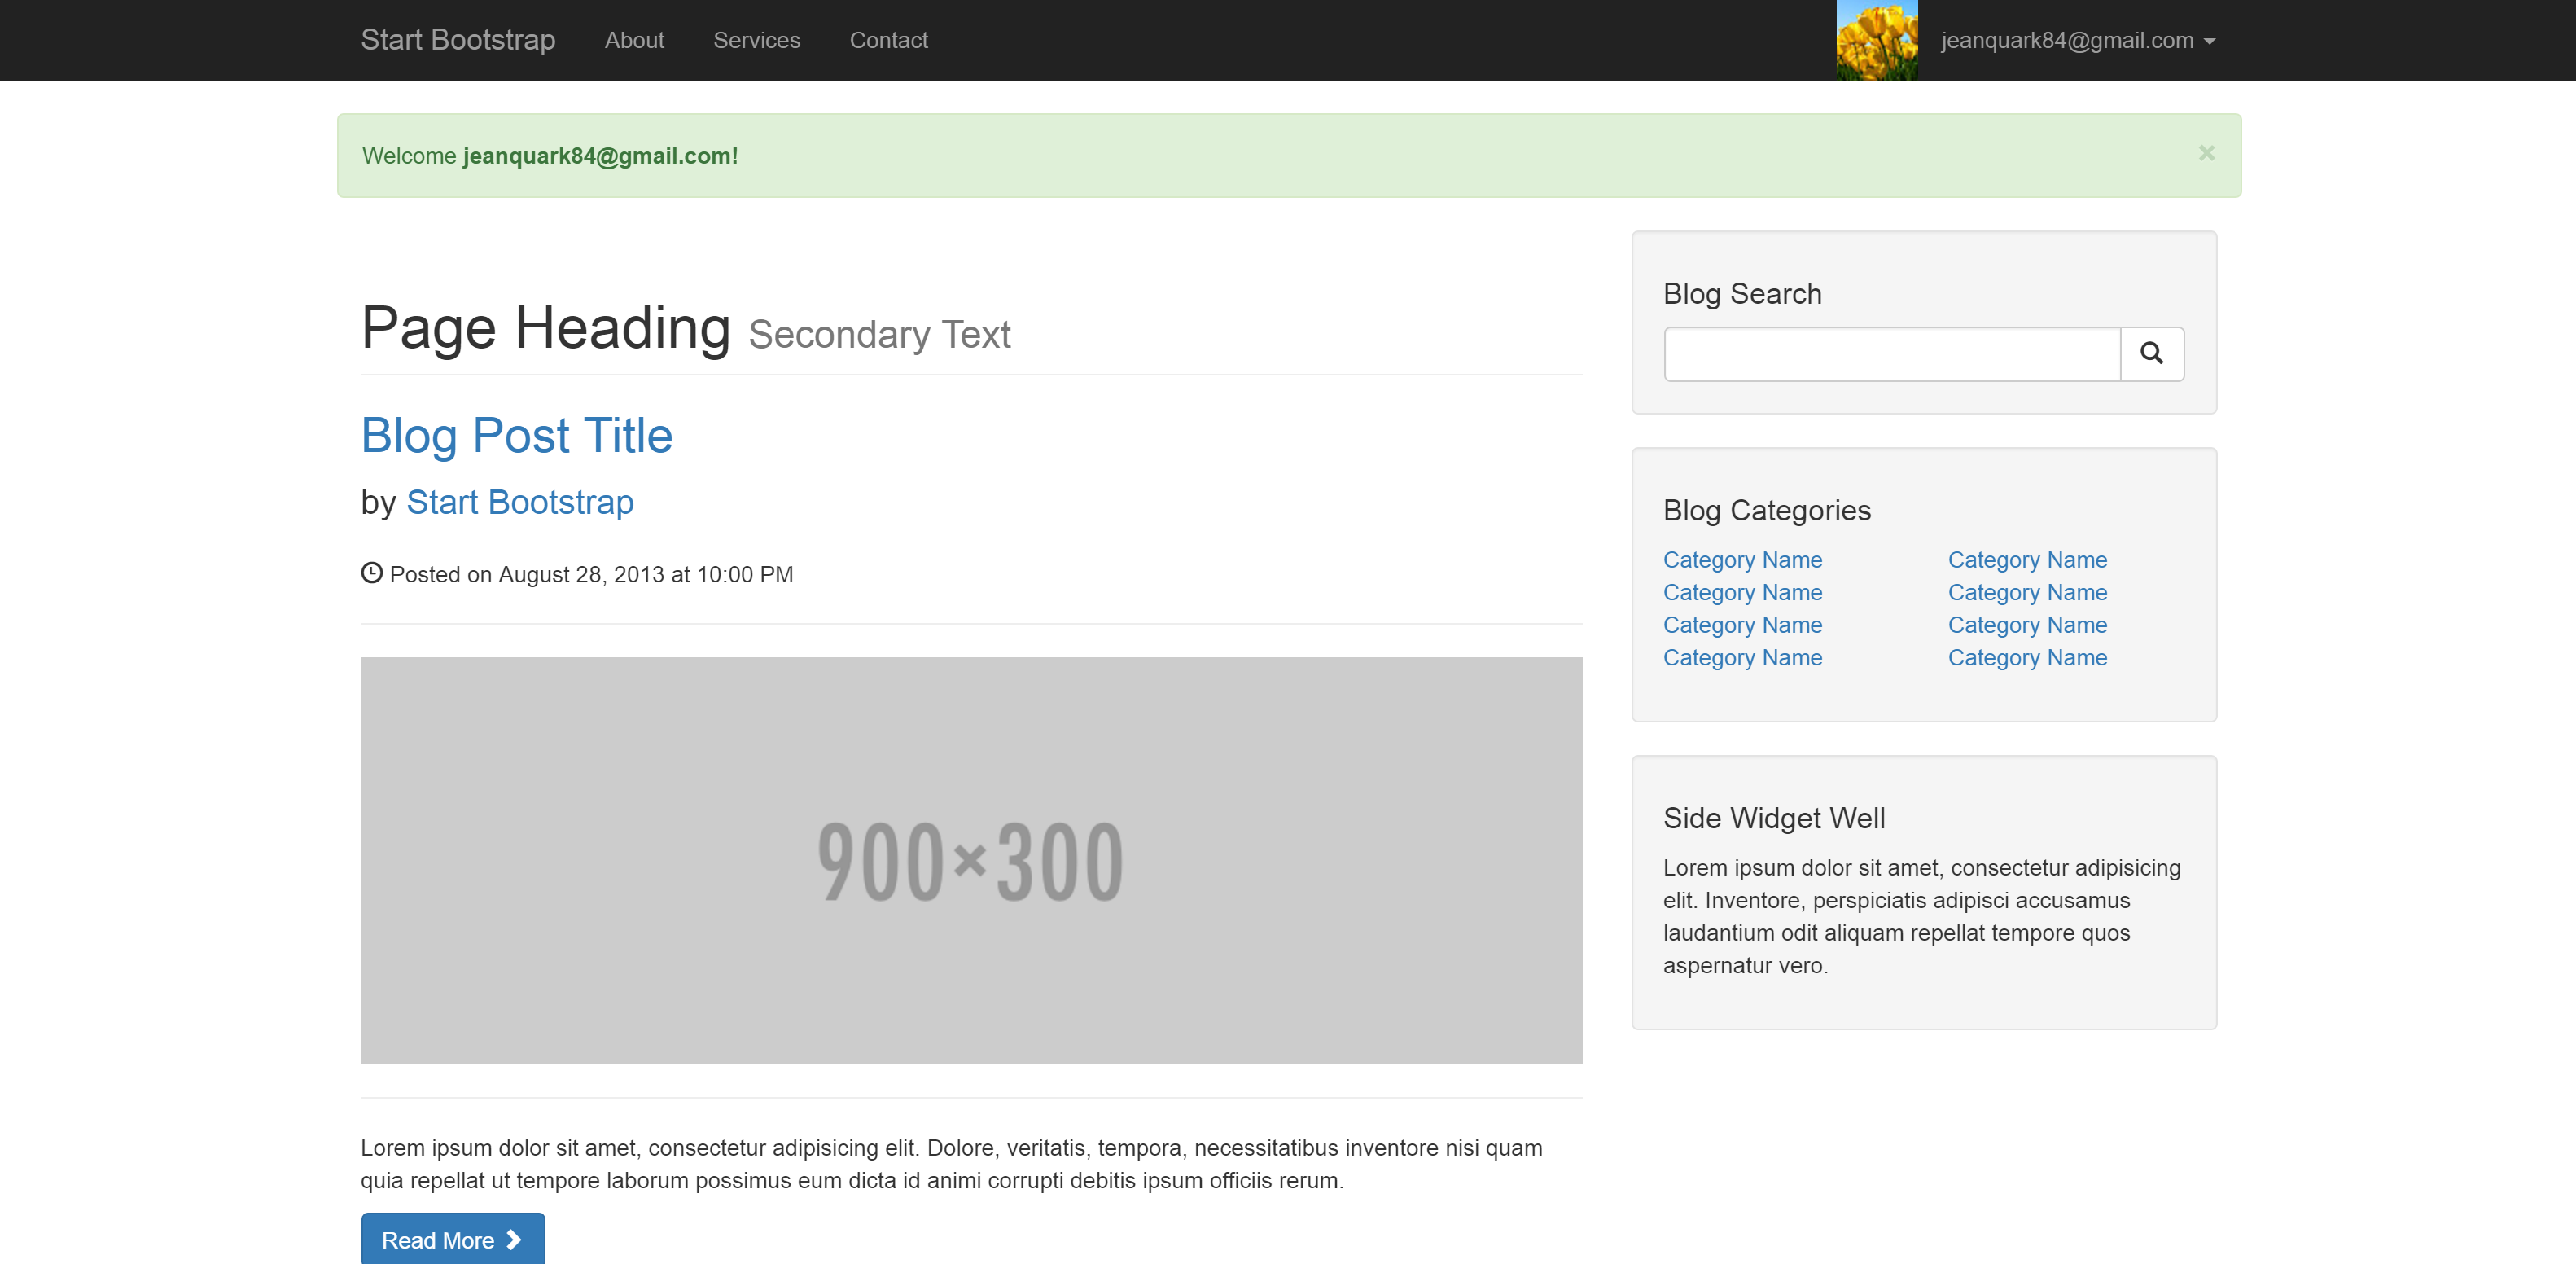 Start Bootstrap About Services Contact jeanquark84@gmail.com
Welcome jeanquark84@gmail.com!
×
Page Heading Secondary Text
Blog Post Title
by Start Bootstrap
Posted on August 28, 2013 at 10:00 PM
900×300
Lorem ipsum dolor sit amet, consectetur adipisicing elit. Dolore, veritatis, tempora, necessitatibus inventore nisi quam
quia repellat ut tempore laborum possimus eum dicta id animi corrupti debitis ipsum officiis rerum.
Read More
Blog Search
Blog Categories
Category Name Category Name
Category Name Category Name
Category Name Category Name
Category Name Category Name
Side Widget Well
Lorem ipsum dolor sit amet, consectetur adipisicing
elit. Inventore, perspiciatis adipisci accusamus
laudantium odit aliquam repellat tempore quos
aspernatur vero.